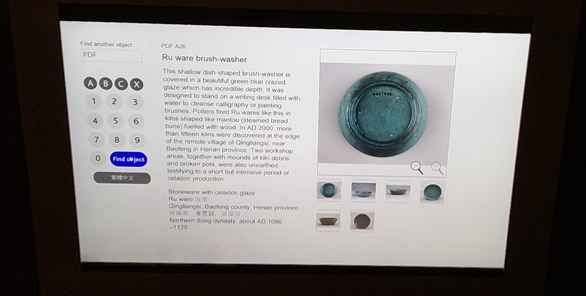 Find another object
PDF
A B C X
1 2 3
4 5 6
7 8 9
0 Find object
繁體中文
PDF A26
Ru ware brush-washer
This shallow dish-shaped brush-washer is
covered in a beautiful green-blue crazed
glaze which has incredible depth. It was
designed to stand on a writing desk filled with
water to cleanse calligraphy or painting
brushes. Potters fired Ru wares like this in
kilns shaped like mantou (steamed bread
buns) fuelled with wood. In AD 2000, more
than fifteen kilns were discovered at the edge
of the remote village of Qingliangsi, near
Baofeng in Henan province. Two workshop
areas, together with mounds of kiln debris
and broken pots, were also unearthed
testifying to a short but intensive period of
celadon production.
Stoneware with celadon glaze
Ru ware 汝窯
Qingliangsi, Baofeng county, Henan province
河南省, 寶豐縣, 清涼寺
Northern Song dynasty, about AD 1086
–1125